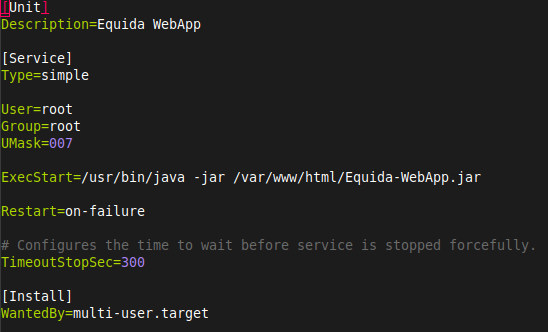 [Unit]
Description=Equida WebApp
[Service]
Type=simple
User=root
Group=root
UMask=007
ExecStart=/usr/bin/java -jar /var/www/html/Equida-WebApp.jar
Restart=on-failure
# Configures the time to wait before service is stopped forcefully.
TimeoutStopSec=300
[Install]
WantedBy=multi-user.target